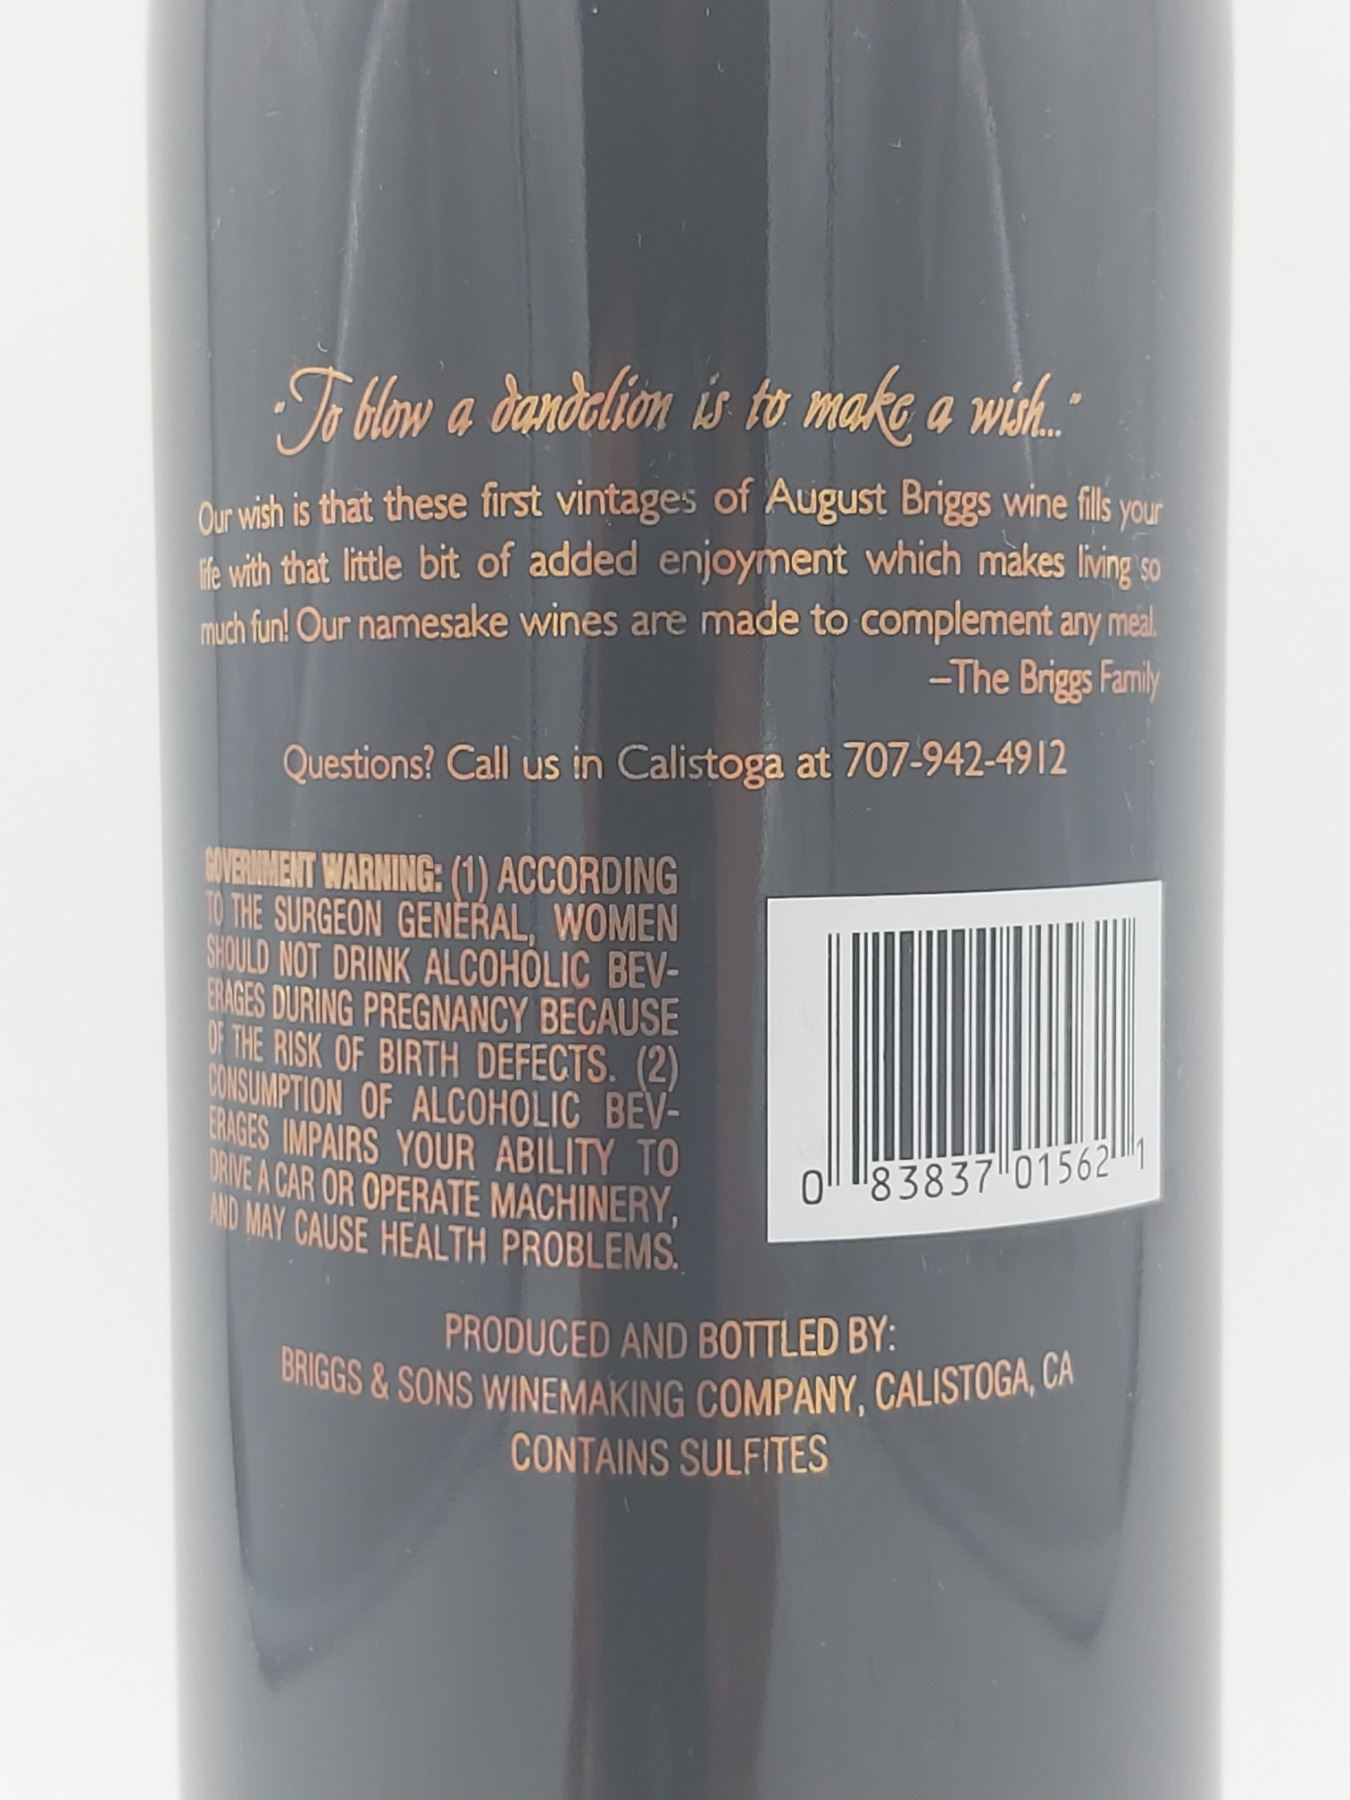 "To blow a dandelion is to make a wish..."
Our wish is that these first vintages of August Briggs wine fills your
life with that little bit of added enjoyment which makes living so
much fun! Our namesake wines are made to complement any meal.
–The Briggs Family
Questions? Call us in Calistoga at 707-942-4912
GOVERNMENT WARNING: (1) ACCORDING
TO THE SURGEON GENERAL, WOMEN
SHOULD NOT DRINK ALCOHOLIC BEV-
ERAGES DURING PREGNANCY BECAUSE
OF THE RISK OF BIRTH DEFECTS. (2)
CONSUMPTION OF ALCOHOLIC BEV-
ERAGES IMPAIRS YOUR ABILITY TO
DRIVE A CAR OR OPERATE MACHINERY,
AND MAY CAUSE HEALTH PROBLEMS.
0 83837 01562 1
PRODUCED AND BOTTLED BY:
BRIGGS & SONS WINEMAKING COMPANY, CALISTOGA, CA
CONTAINS SULFITES